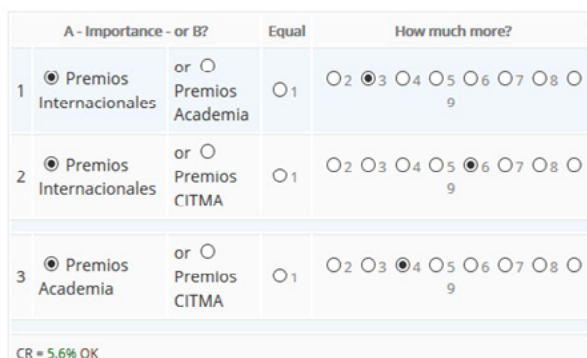 A - Importance - or B? Equal How much more?
1 Premios Internacionales or Premios Academia 1 2 3 4 5 6 7 8 9
2 Premios Internacionales or Premios CITMA 1 2 3 4 5 6 7 8 9
3 Premios Academia or Premios CITMA 1 2 3 4 5 6 7 8 9
CR = 5.6% OK